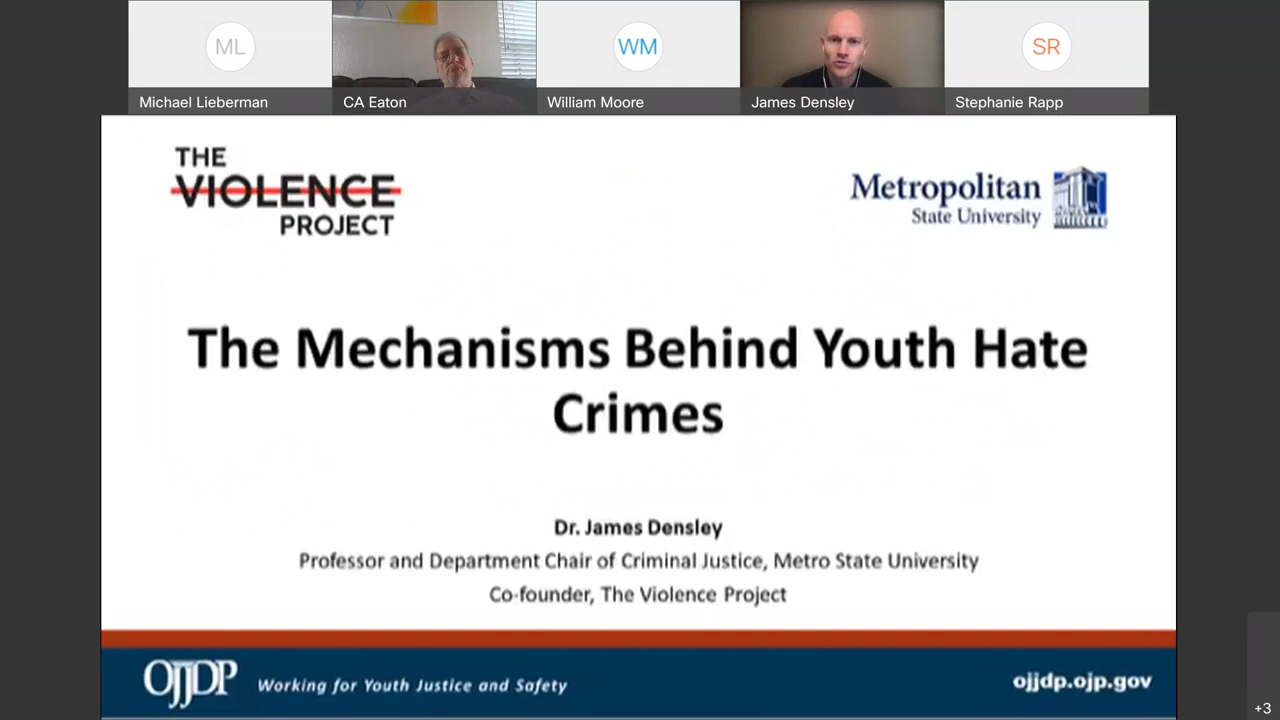 ML
WM
SR
Michael Lieberman
CA Eaton
William Moore
James Densley
Stephanie Rapp
THE
VIOLENCE
PROJECT
Metropolitan
State University
The Mechanisms Behind Youth Hate
Crimes
Dr. James Densley
Professor and Department Chair of Criminal Justice, Metro State University
Co-founder, The Violence Project
OJJDP Working for Youth Justice and Safety
ojjdp.ojp.gov
+3